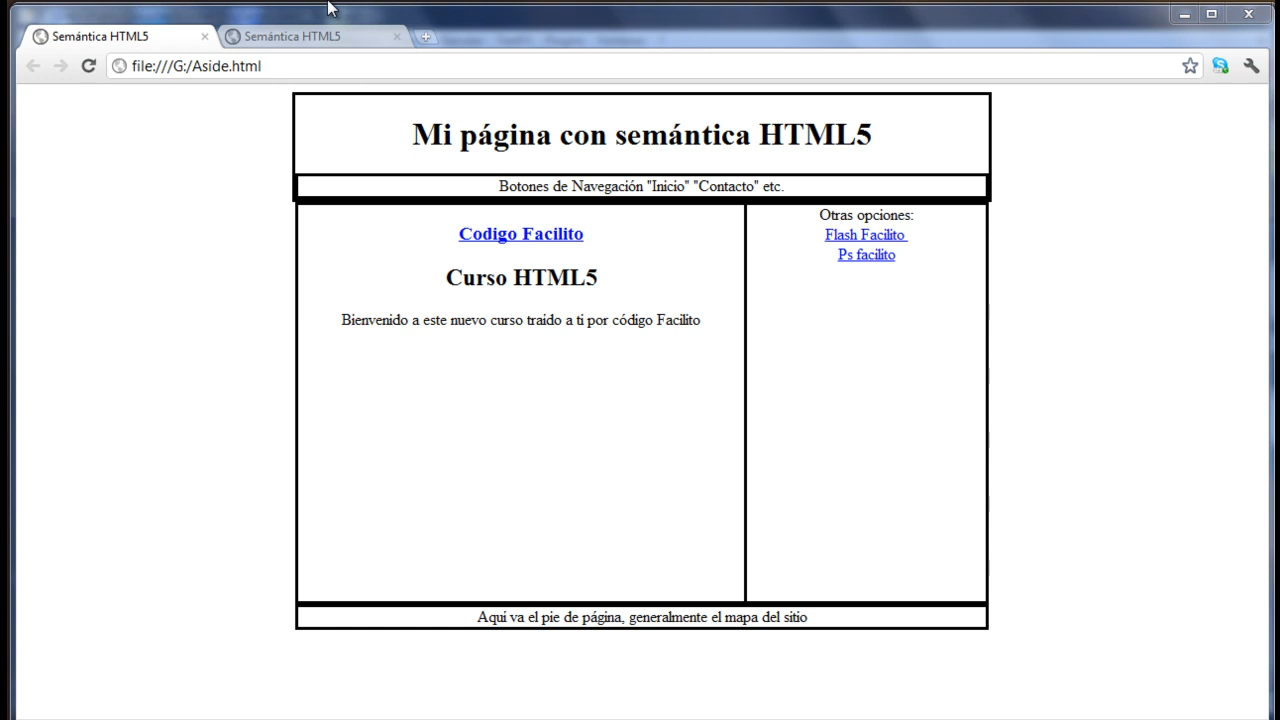 Semántica HTML5
Semántica HTML5
file:///G:/Aside.html
Mi página con semántica HTML5
Botones de Navegación "Inicio" "Contacto" etc.
Codigo Facilito
Curso HTML5
Bienvenido a este nuevo curso traido a ti por código Facilito
Otras opciones:
Flash Facilito
Ps facilito
Aqui va el pie de página, generalmente el mapa del sitio